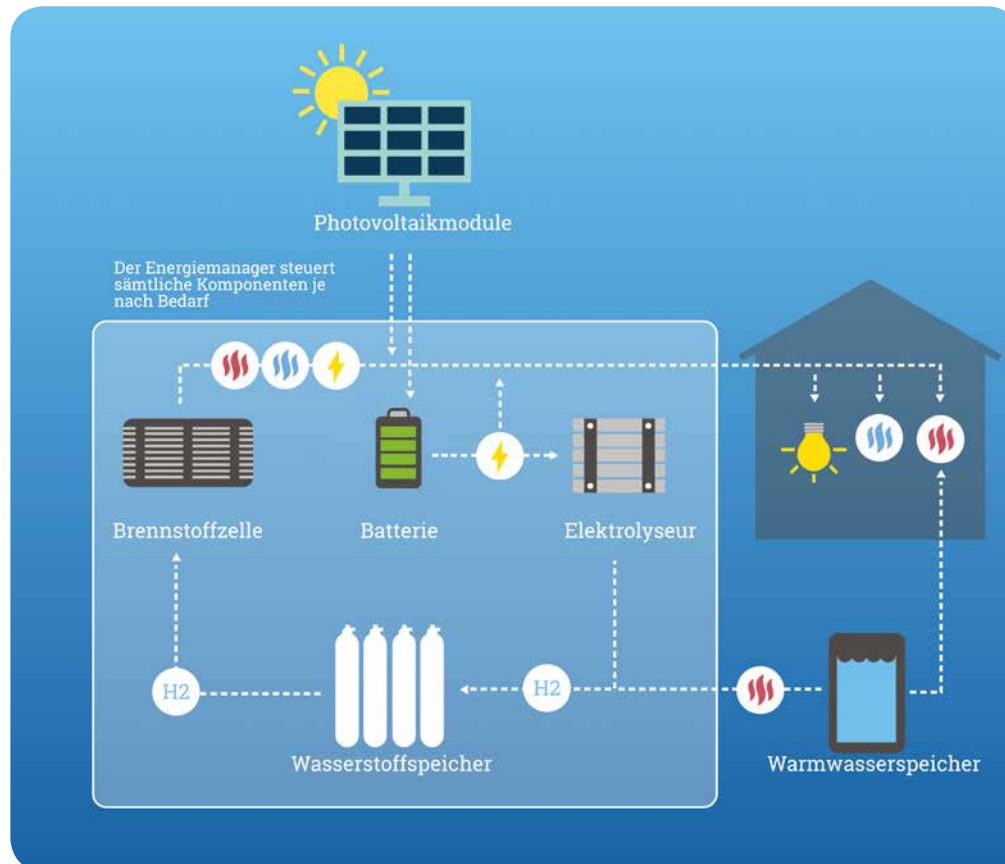 Photovoltaikmodule
Der Energiemanager steuert
sämtliche Komponenten je
nach Bedarf
Brennstoffzelle
Batterie
Elektrolyseur
H2
H2
Wasserstoffspeicher
Warmwasserspeicher